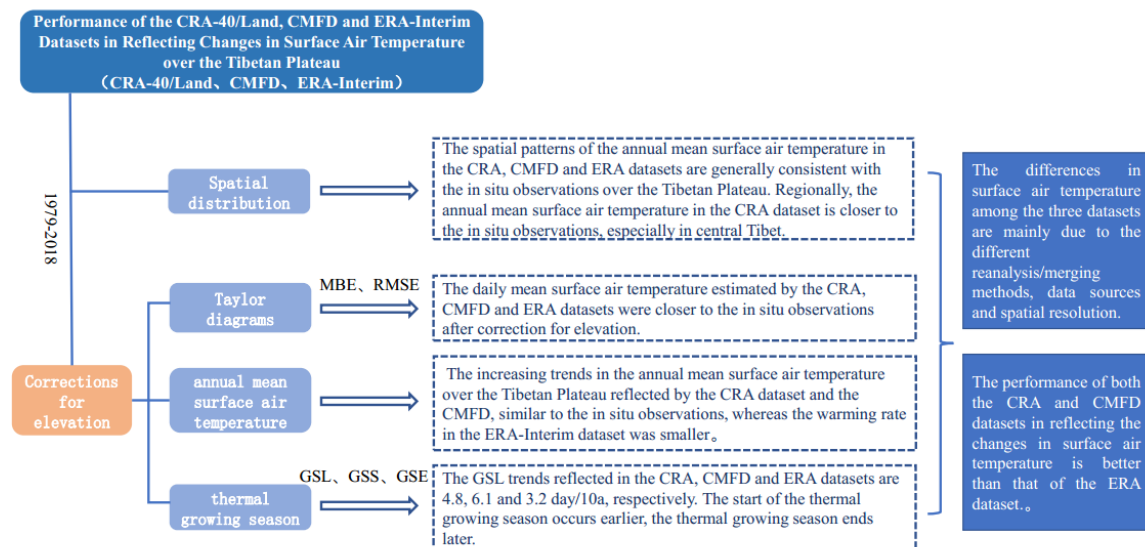 Performance of the CRA-40/Land, CMFD and ERA-Interim
Datasets in Reflecting Changes in Surface Air Temperature
over the Tibetan Plateau
（CRA-40/Land、CMFD、ERA-Interim）
1979-2018
Spatial
distribution
The spatial patterns of the annual mean surface air temperature in
the CRA, CMFD and ERA datasets are generally consistent with
the in situ observations over the Tibetan Plateau. Regionally, the
annual mean surface air temperature in the CRA dataset is closer to
the in situ observations, especially in central Tibet.
Corrections
for
elevation
Taylor
diagrams
MBE、RMSE
The daily mean surface air temperature estimated by the CRA,
CMFD and ERA datasets were closer to the in situ observations
after correction for elevation.
annual mean
surface air
temperature
The increasing trends in the annual mean surface air temperature
over the Tibetan Plateau reflected by the CRA dataset and the
CMFD, similar to the in situ observations, whereas the warming rate
in the ERA-Interim dataset was smaller。
thermal
growing season
GSL、GSS、GSE
The GSL trends reflected in the CRA, CMFD and ERA datasets are
4.8, 6.1 and 3.2 day/10a, respectively. The start of the thermal
growing season occurs earlier, the thermal growing season ends
later.
The differences in
surface air temperature
among the three datasets
are mainly due to the
different
reanalysis/merging
methods, data sources
and spatial resolution.
The performance of both
the CRA and CMFD
datasets in reflecting the
changes in surface air
temperature is better
than that of the ERA
dataset.。